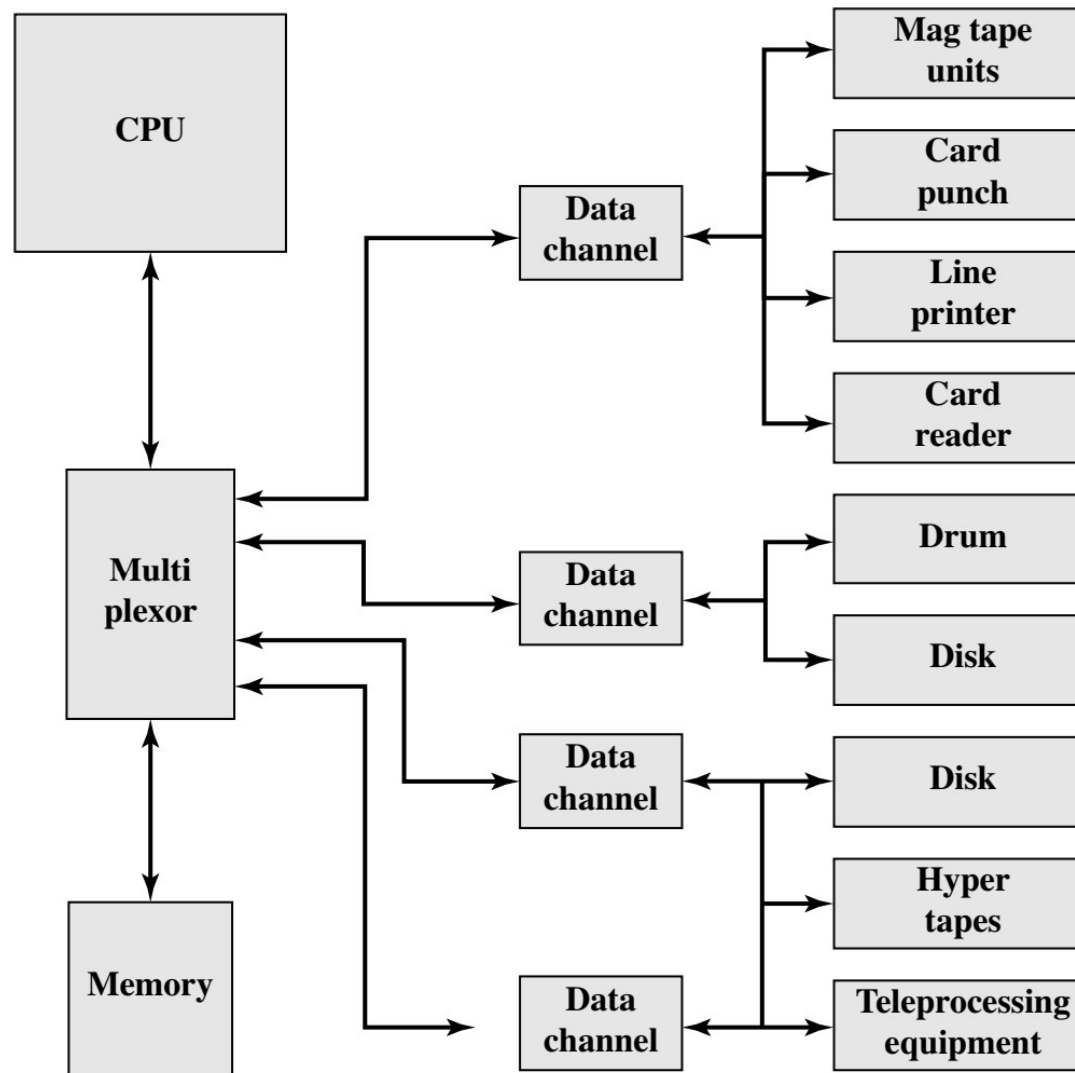 Mag tape
units
CPU
Card
punch
Data
channel
Line
printer
Card
reader
Drum
Multi
plexor
Data
channel
Disk
Data
channel
Disk
Hyper
tapes
Memory
Data
channel
Teleprocessing
equipment